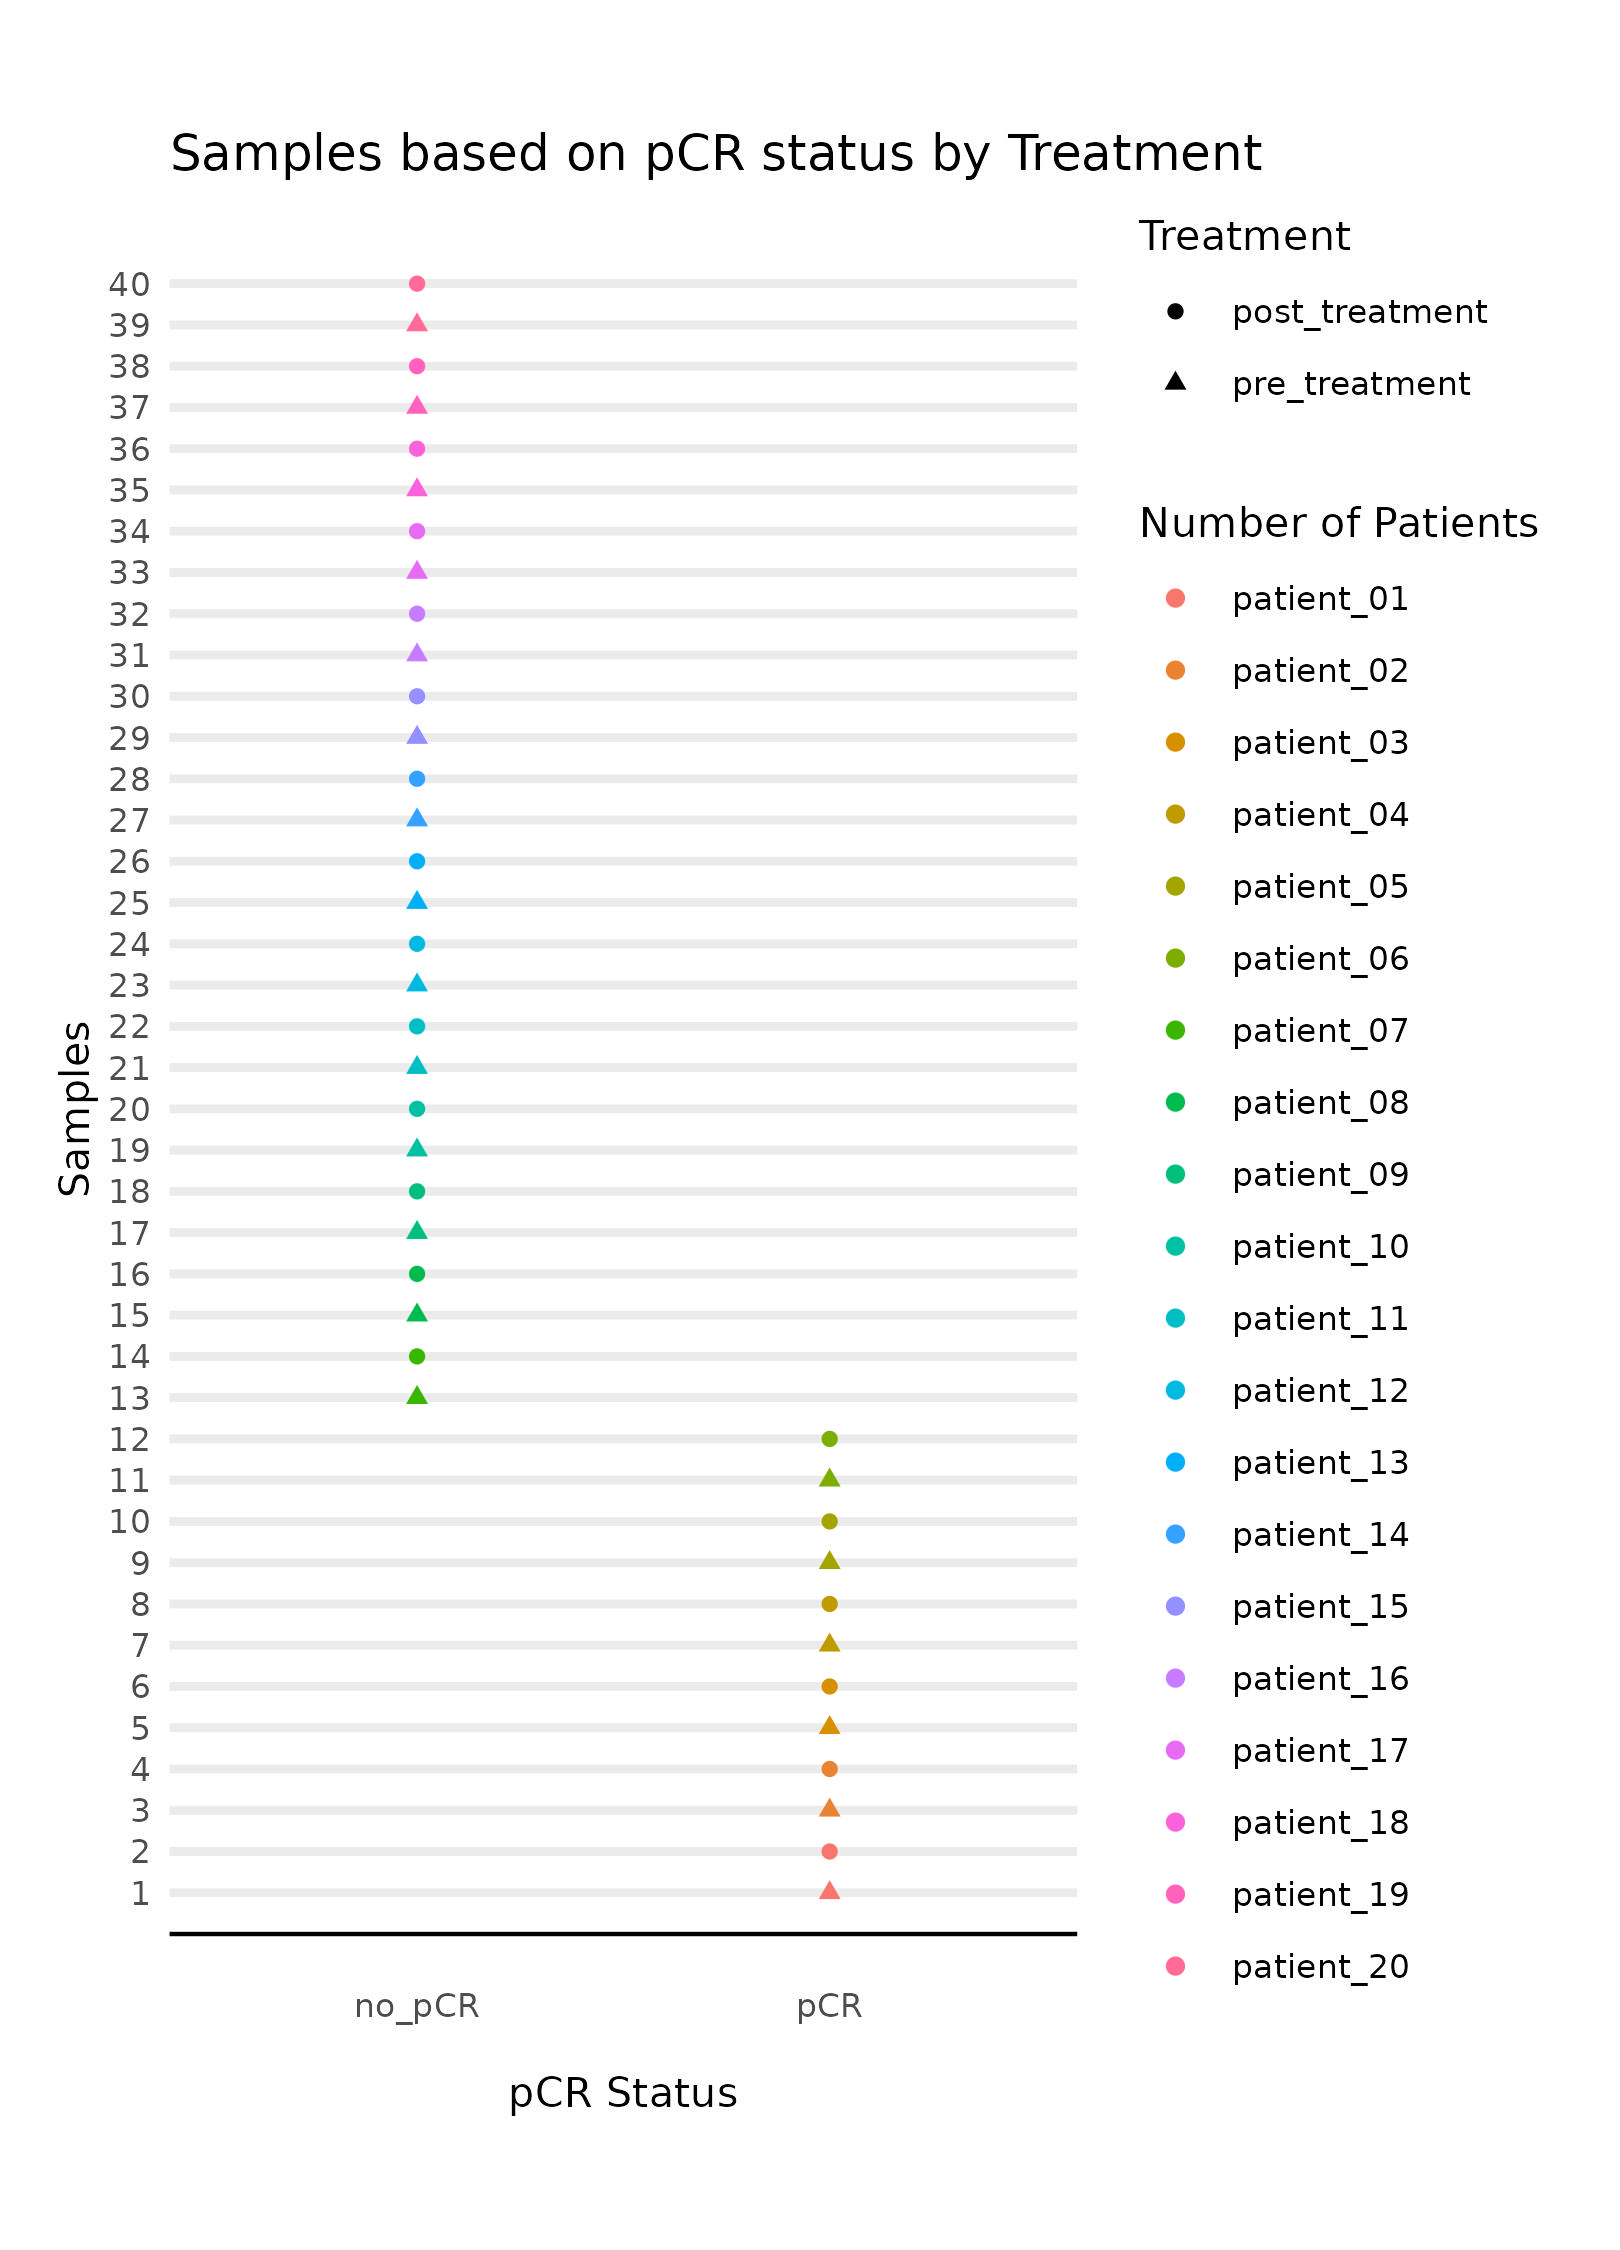 Samples based on pCR status by Treatment
Treatment
post_treatment
pre_treatment
Number of Patients
patient_01
patient_02
patient_03
patient_04
patient_05
patient_06
patient_07
patient_08
patient_09
patient_10
patient_11
patient_12
patient_13
patient_14
patient_15
patient_16
patient_17
patient_18
patient_19
patient_20
Samples
40
39
38
37
36
35
34
33
32
31
30
29
28
27
26
25
24
23
22
21
20
19
18
17
16
15
14
13
12
11
10
9
8
7
6
5
4
3
2
1
no_pCR
pCR
pCR Status